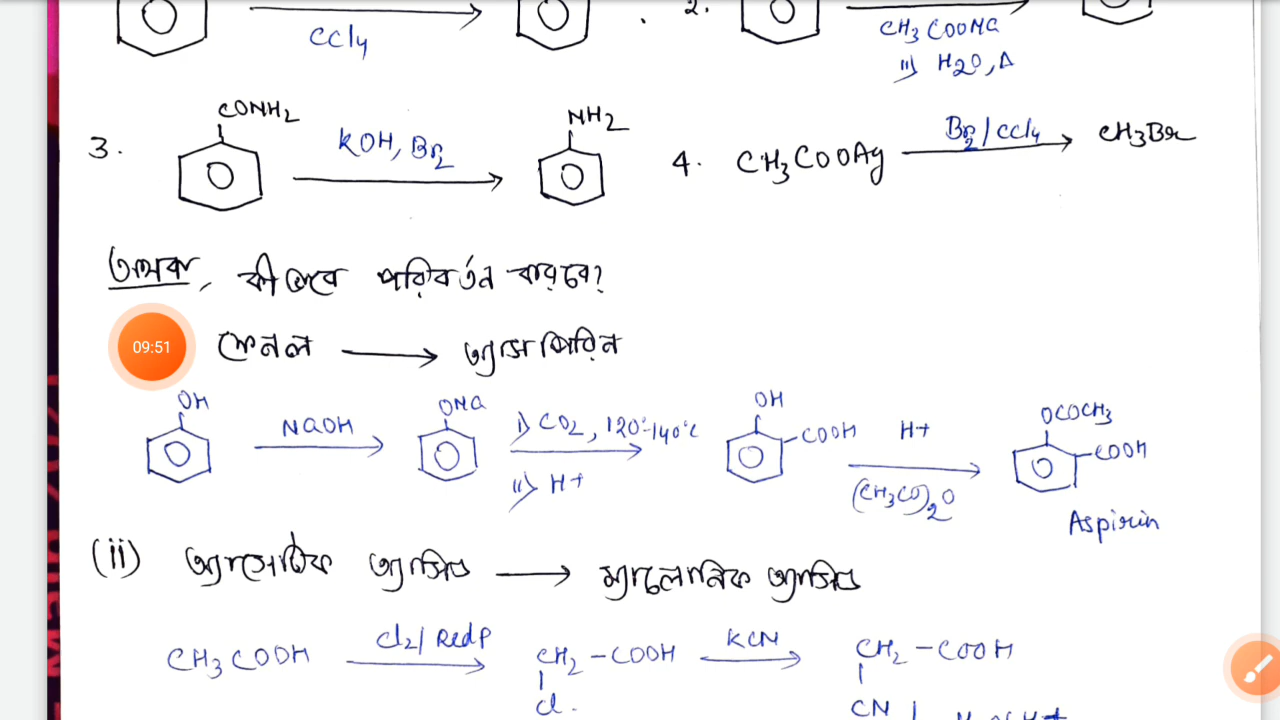 CCl4
2.
CH3COONa
ii) H2O, Δ
3.
CONH2
KOH, Br2
NH2
4. CH3COOAg
Br2/CCl4
CH3Br
কীভাবে পরিবর্তন করবে?
09:51
ফেনল ⟶ অ্যাসপিরিন
OH
NaOH
ONa
i) CO2, 120°-140°C
ii) H+
OH
COOH
H+
(CH3CO)2O
OCOCH3
COOH
Aspirin
(ii) অ্যাসেটিক অ্যাসিড ⟶ ম্যালোনিক অ্যাসিড
CH3COOH
Cl2/Red P
CH2-COOH
Cl.
KCN
CH2-COOH
CN